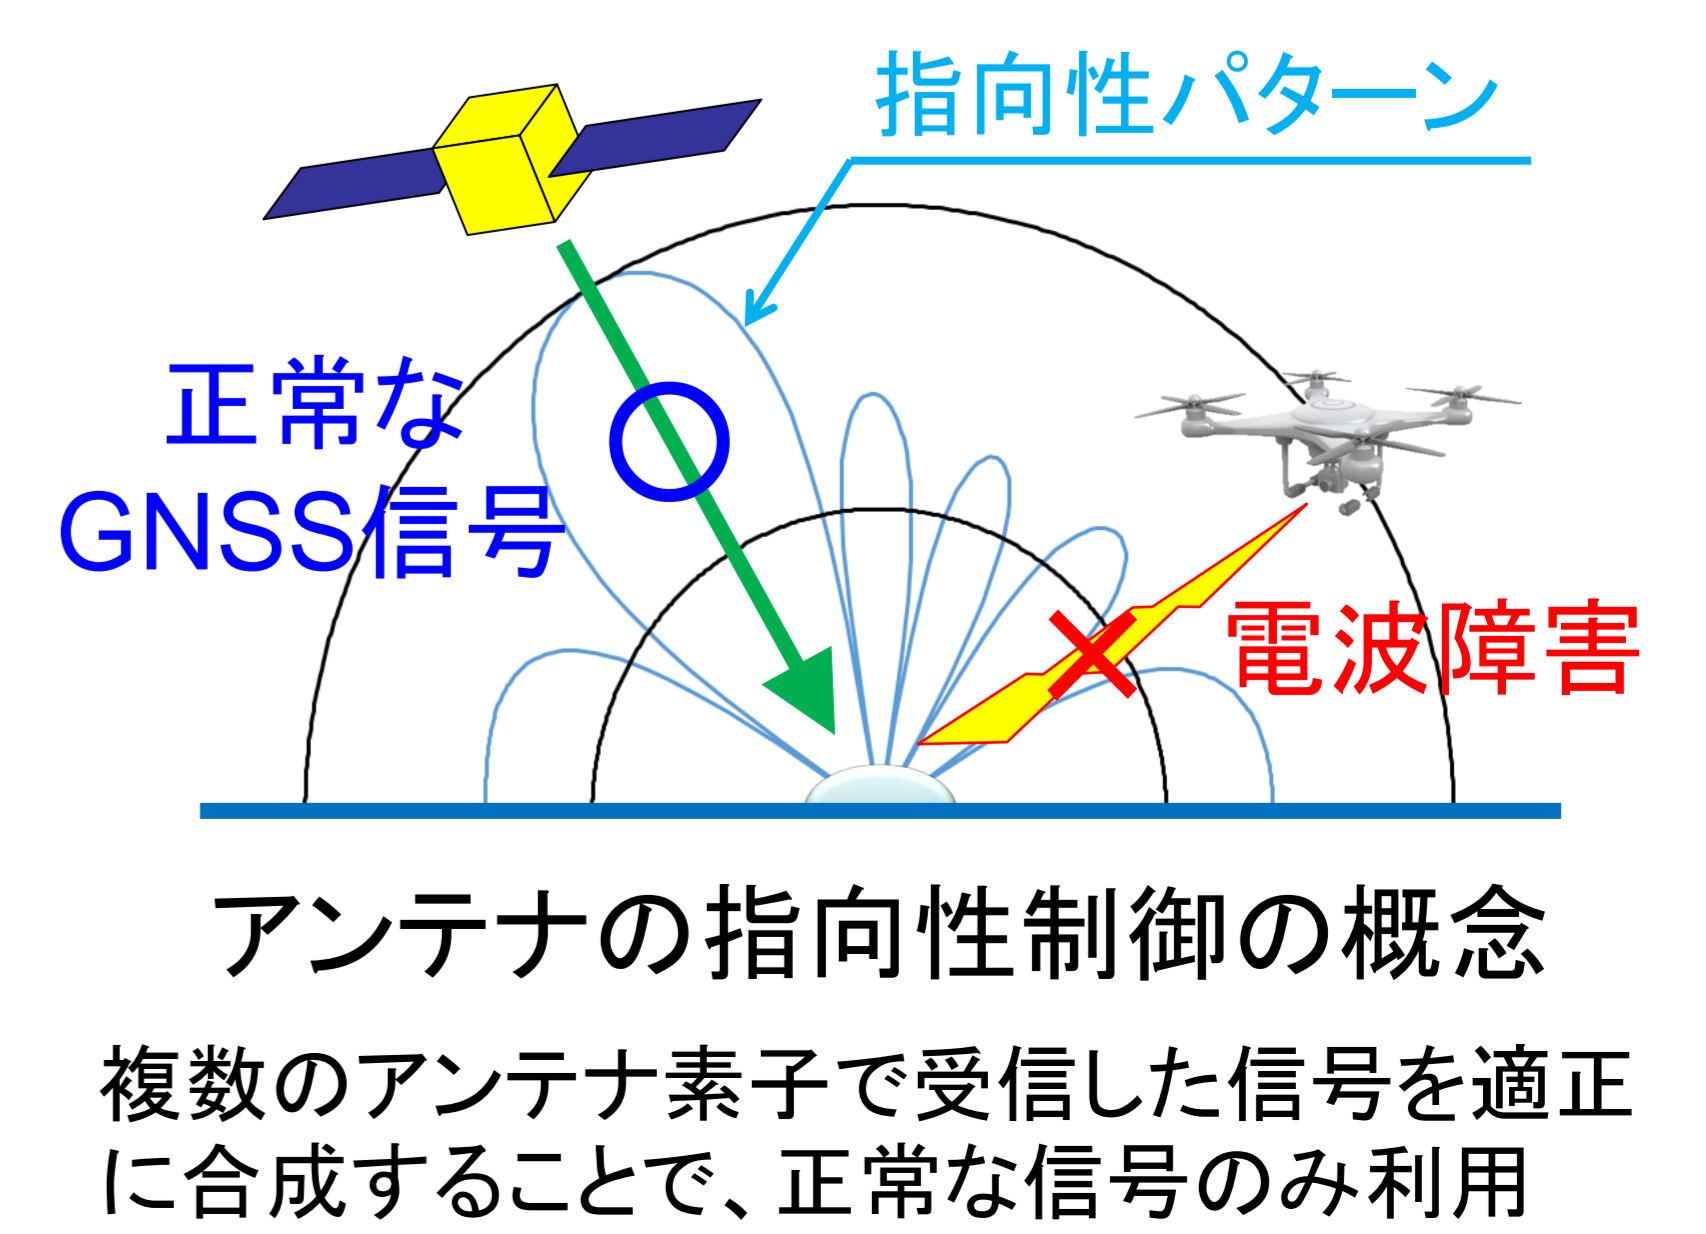 指向性パターン
正常な
GNSS信号
電波障害
アンテナの指向性制御の概念
複数のアンテナ素子で受信した信号を適正
に合成することで、正常な信号のみ利用